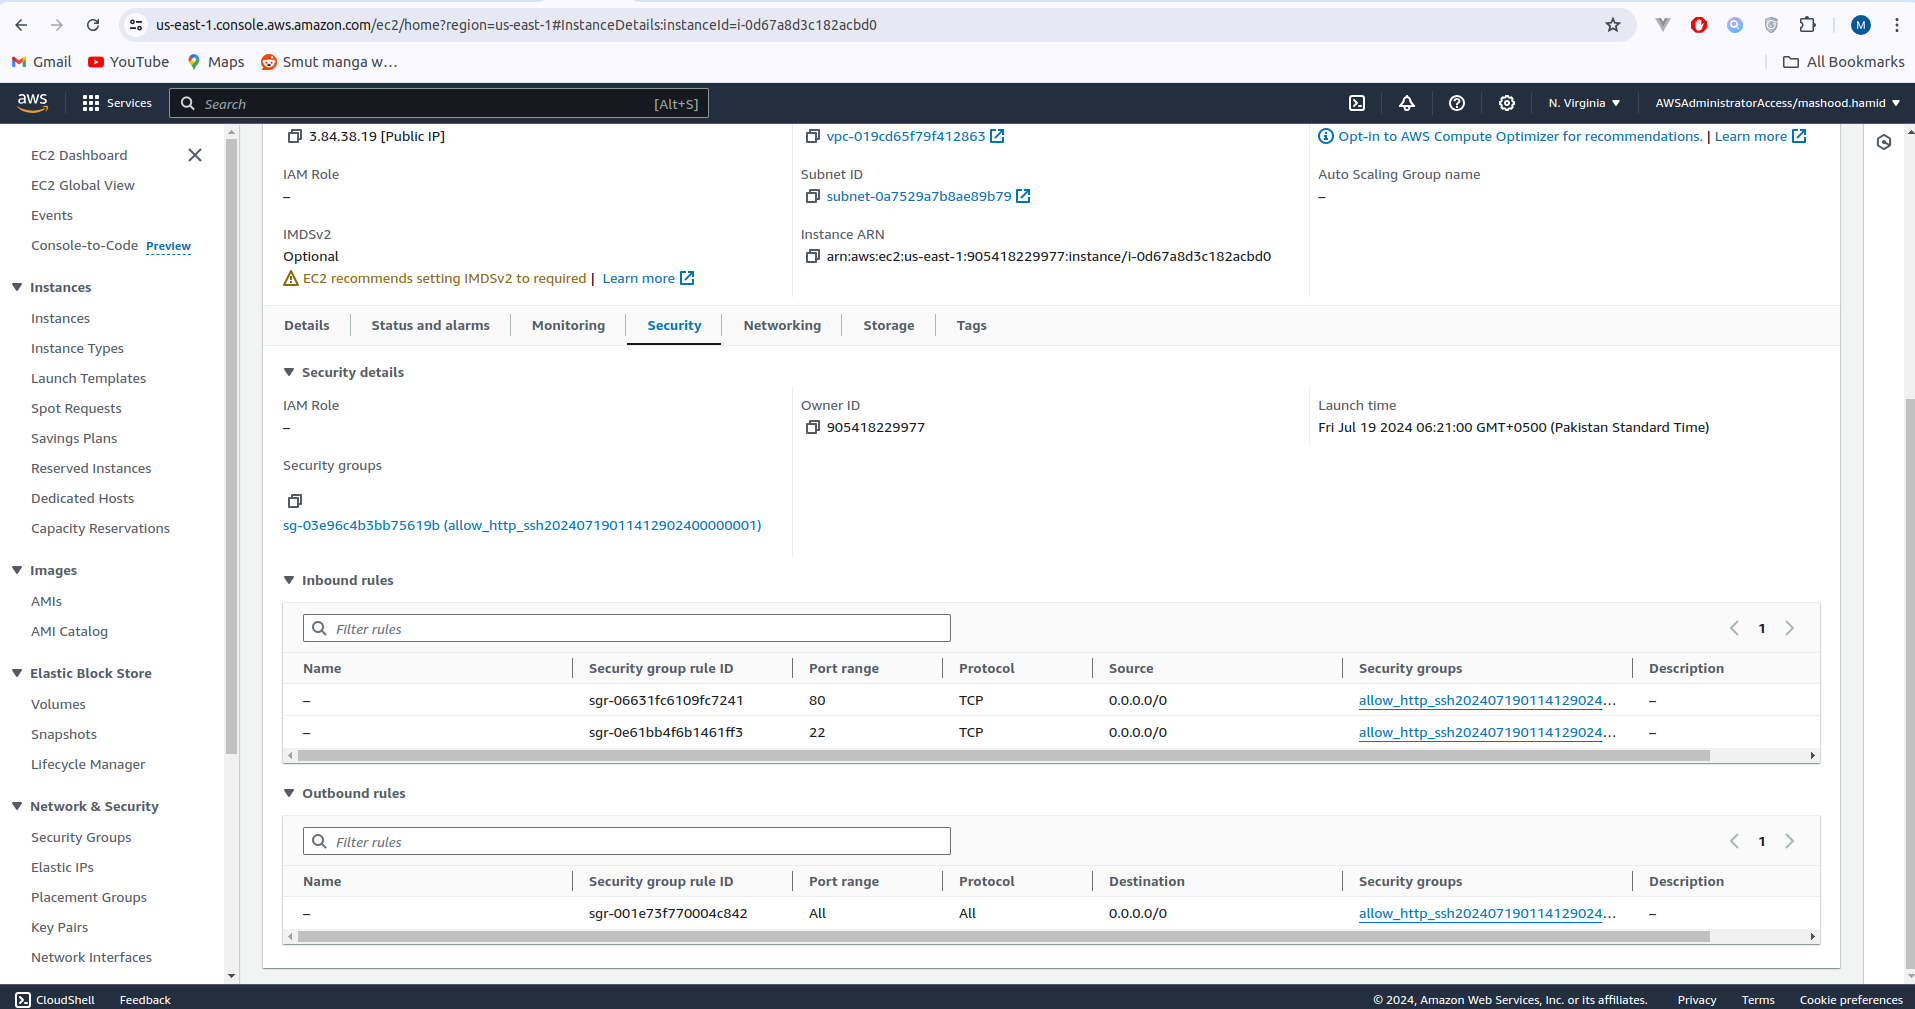 us-east-1.console.aws.amazon.com/ec2/home?region=us-east-1#InstanceDetails:instanceId=i-0d67a8d3c182acbd0
M
Gmail YouTube Maps Smut manga w... All Bookmarks
aws Services Search [Alt+S] N. Virginia AWSAdministratorAccess/mashood.hamid
EC2 Dashboard
EC2 Global View
Events
Console-to-Code Preview
Instances
Instances
Instance Types
Launch Templates
Spot Requests
Savings Plans
Reserved Instances
Dedicated Hosts
Capacity Reservations
Images
AMIs
AMI Catalog
Elastic Block Store
Volumes
Snapshots
Lifecycle Manager
Network & Security
Security Groups
Elastic IPs
Placement Groups
Key Pairs
Network Interfaces
3.84.38.19 [Public IP] vpc-019cd65f79f412863 Opt-in to AWS Compute Optimizer for recommendations. | Learn more
IAM Role Subnet ID Auto Scaling Group name
– subnet-0a7529a7b8ae89b79 –
IMDSv2 Instance ARN
Optional arn:aws:ec2:us-east-1:905418229977:instance/i-0d67a8d3c182acbd0
EC2 recommends setting IMDSv2 to required | Learn more
Details Status and alarms Monitoring Security Networking Storage Tags
Security details
IAM Role Owner ID Launch time
– 905418229977 Fri Jul 19 2024 06:21:00 GMT+0500 (Pakistan Standard Time)
Security groups
sg-03e96c4b3bb75619b (allow_http_ssh20240719011412902400000001)
Inbound rules
Filter rules 1
Name Security group rule ID Port range Protocol Source Security groups Description
– sgr-06631fc6109fc7241 80 TCP 0.0.0.0/0 allow_http_ssh202407190114129024... –
– sgr-0e61bb4f6b1461ff3 22 TCP 0.0.0.0/0 allow_http_ssh202407190114129024... –
Outbound rules
Filter rules 1
Name Security group rule ID Port range Protocol Destination Security groups Description
– sgr-001e73f770004c842 All All 0.0.0.0/0 allow_http_ssh202407190114129024... –
CloudShell Feedback © 2024, Amazon Web Services, Inc. or its affiliates. Privacy Terms Cookie preferences